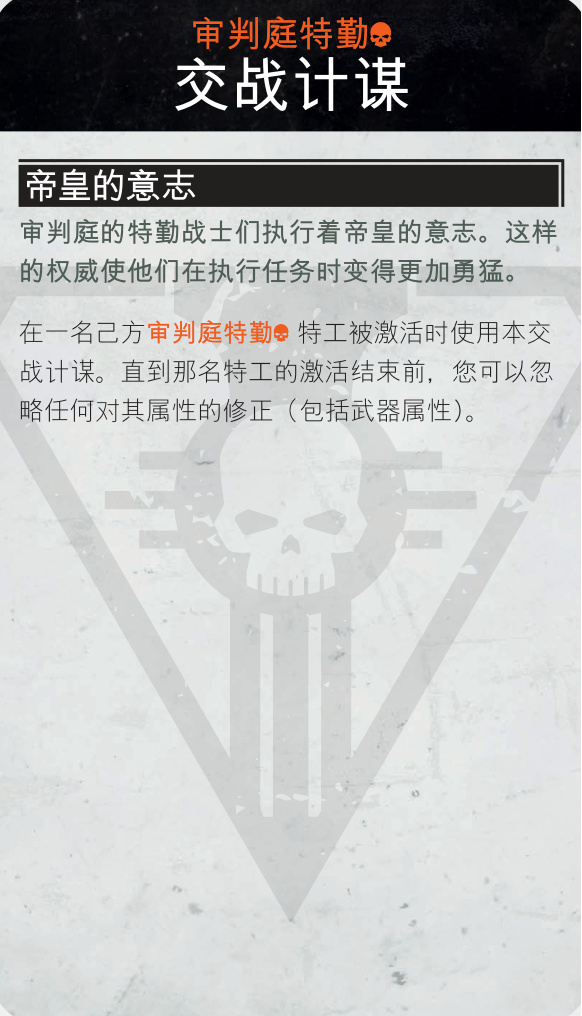 审判庭特勤
交战计谋
帝皇的意志
审判庭的特勤战士们执行着帝皇的意志。这样
的权威使他们在执行任务时变得更加勇猛。
在一名己方审判庭特勤 特工被激活时使用本交
战计谋。直到那名特工的激活结束前，您可以忽
略任何对其属性的修正（包括武器属性）。